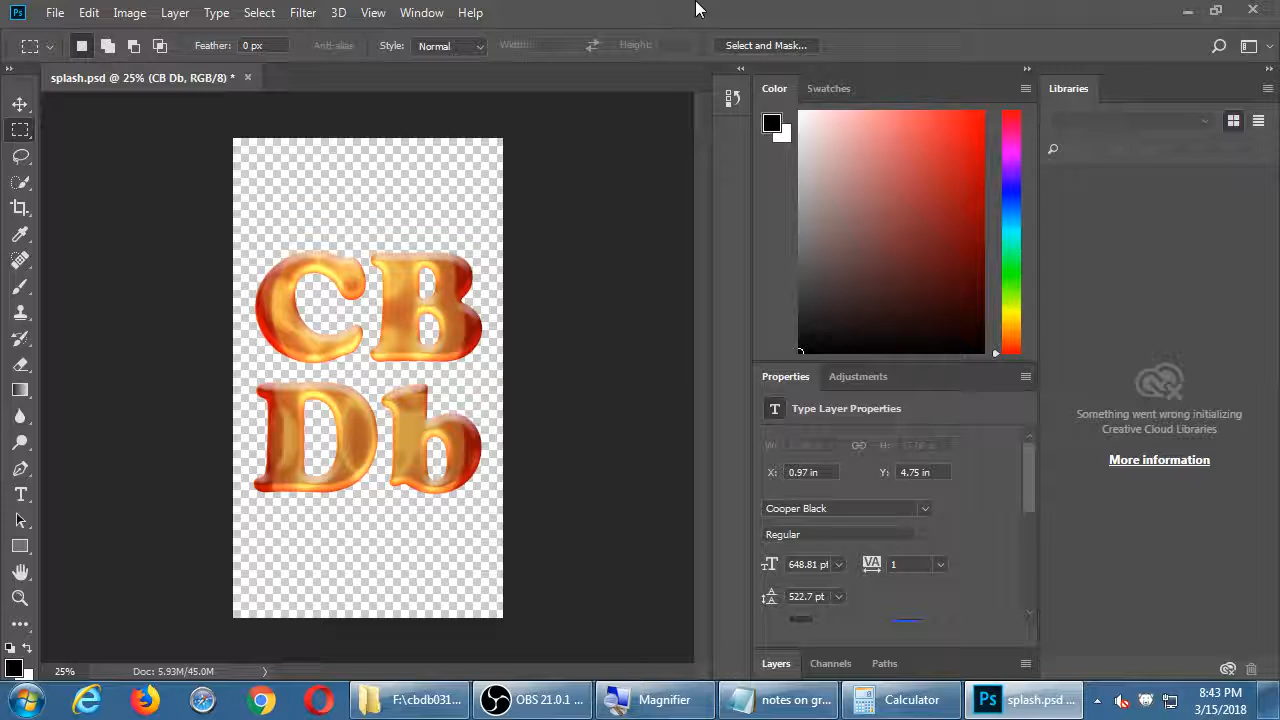 Ps File Edit Image Layer Type Select Filter 3D View Window Help
Feather: 0 px Anti-alias Style: Normal Width: Height: Select and Mask...
splash.psd @ 25% (CB Db, RGB/8) *
Color Swatches
Libraries
CB
Db
Properties Adjustments
T Type Layer Properties
W: H:
X: 0.97 in Y: 4.75 in
Cooper Black
Regular
648.81 pt VA 1
522.7 pt
Something went wrong initializing
Creative Cloud Libraries
More information
Layers Channels Paths
25% Doc: 5.93M/45.0M
F:\cbdb031... OBS 21.0.1 ... Magnifier notes on gr... Calculator Ps splash.psd ...
8:43 PM
3/15/2018